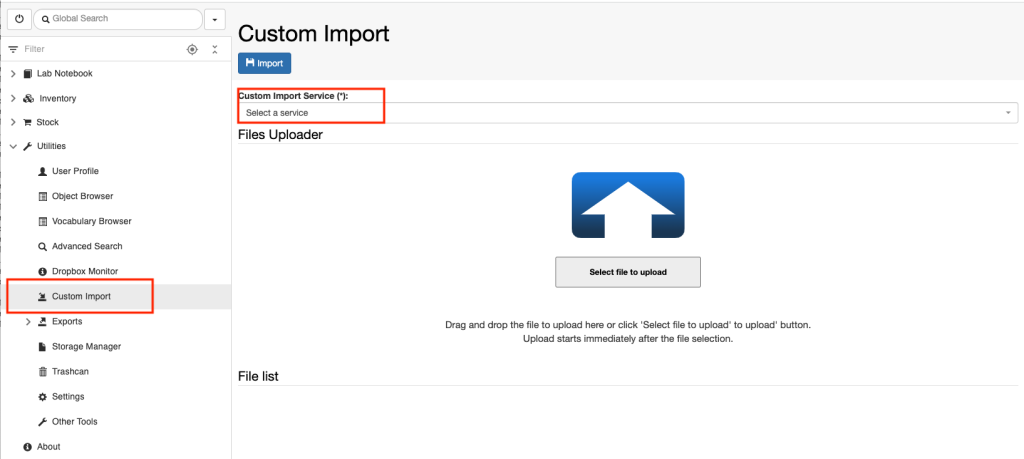 Global Search
Filter
Lab Notebook
Inventory
Stock
Utilities
User Profile
Object Browser
Vocabulary Browser
Advanced Search
Dropbox Monitor
Custom Import
Exports
Storage Manager
Trashcan
Settings
Other Tools
About
Custom Import
Import
Custom Import Service (*):
Select a service
Files Uploader
Select file to upload
Drag and drop the file to upload here or click 'Select file to upload' to upload' button.
Upload starts immediately after the file selection.
File list